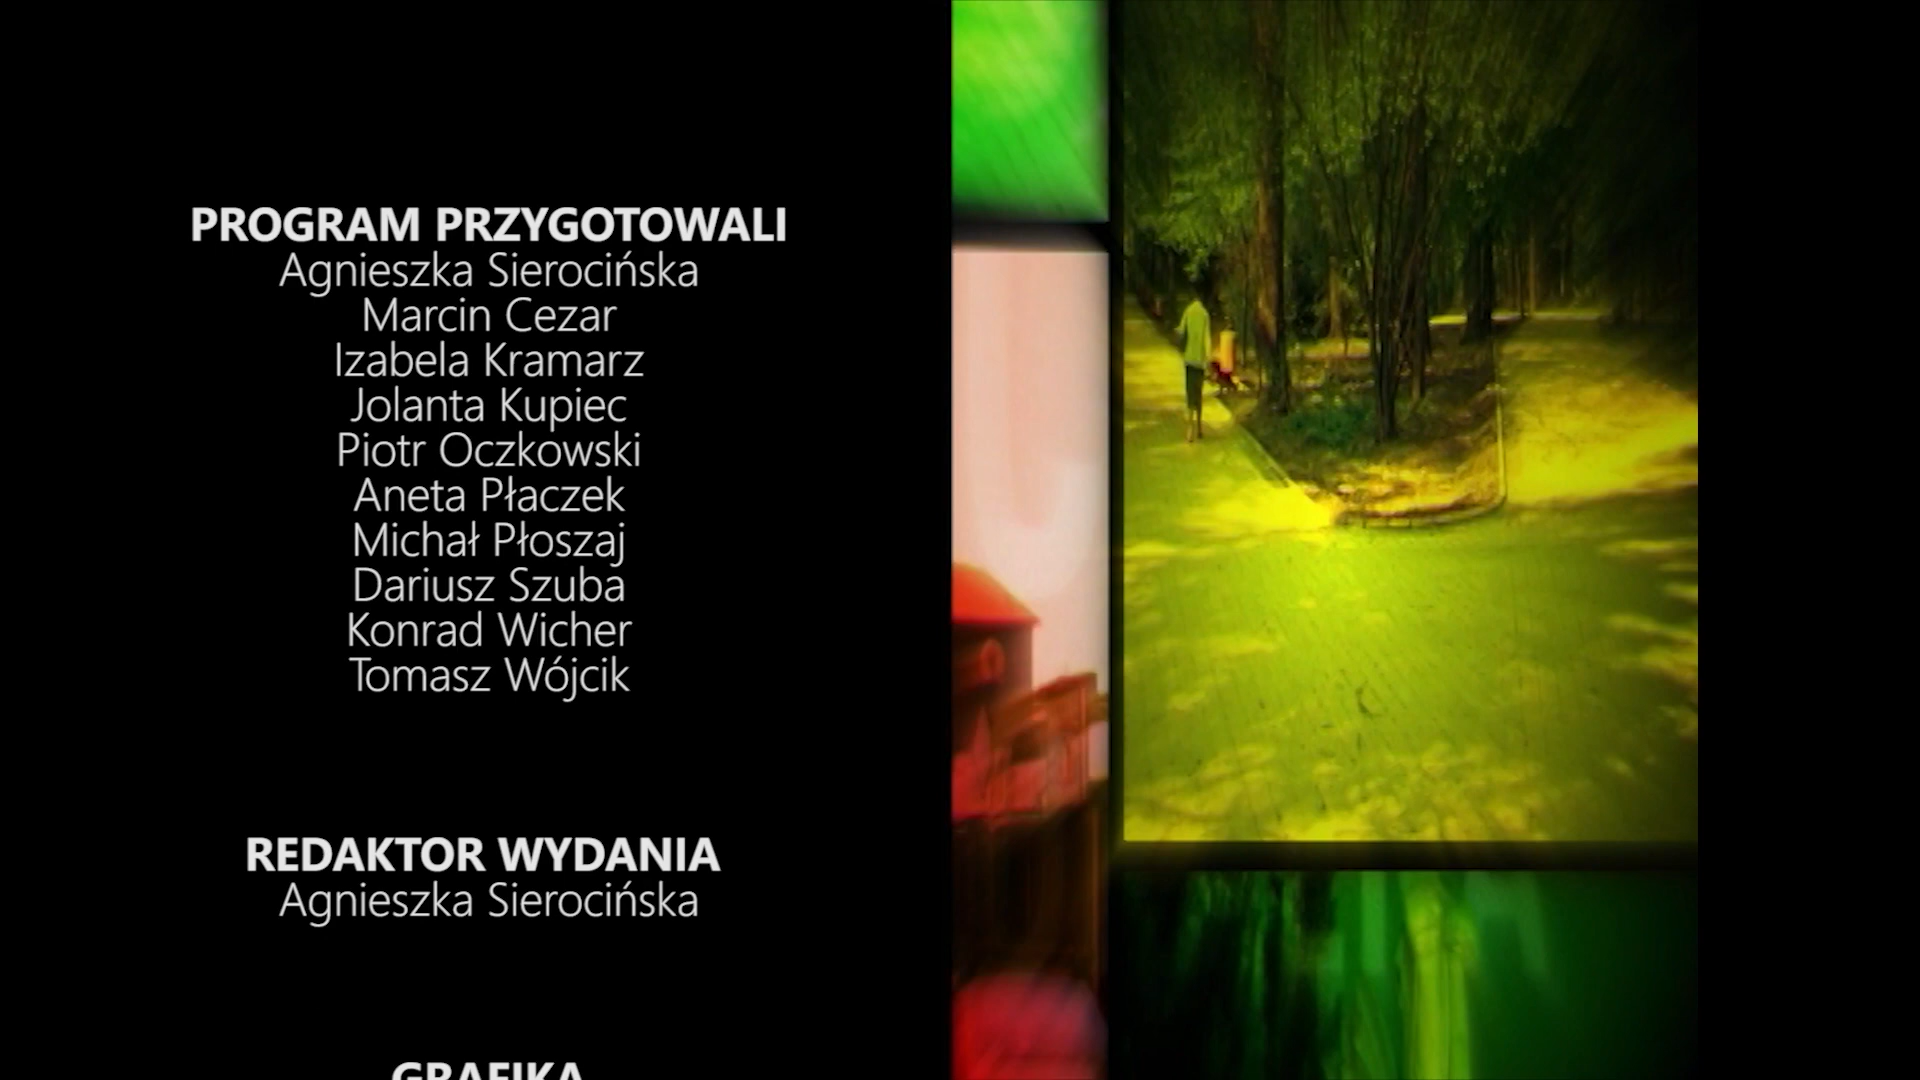 PROGRAM PRZYGOTOWALI
Agnieszka Sierocińska
Marcin Cezar
Izabela Kramarz
Jolanta Kupiec
Piotr Oczkowski
Aneta Płaczek
Michał Płoszaj
Dariusz Szuba
Konrad Wicher
Tomasz Wójcik
REDAKTOR WYDANIA
Agnieszka Sierocińska
GRAFIKA